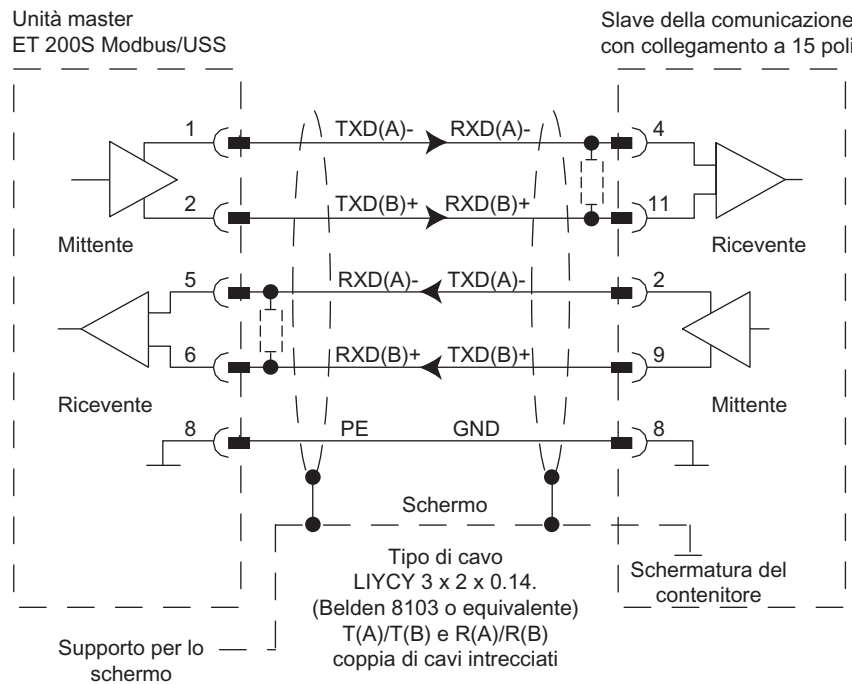 Unità master
ET 200S Modbus/USS
Slave della comunicazione
con collegamento a 15 poli
1 TXD(A)- RXD(A)- 4
2 TXD(B)+ RXD(B)+ 11
Mittente
Ricevente
5 RXD(A)- TXD(A)- 2
6 RXD(B)+ TXD(B)+ 9
Ricevente
Mittente
8 PE GND 8
Schermo
Tipo di cavo
LIYCY 3 x 2 x 0.14.
(Belden 8103 o equivalente)
T(A)/T(B) e R(A)/R(B)
coppia di cavi intrecciati
Schermatura del
contenitore
Supporto per lo
schermo